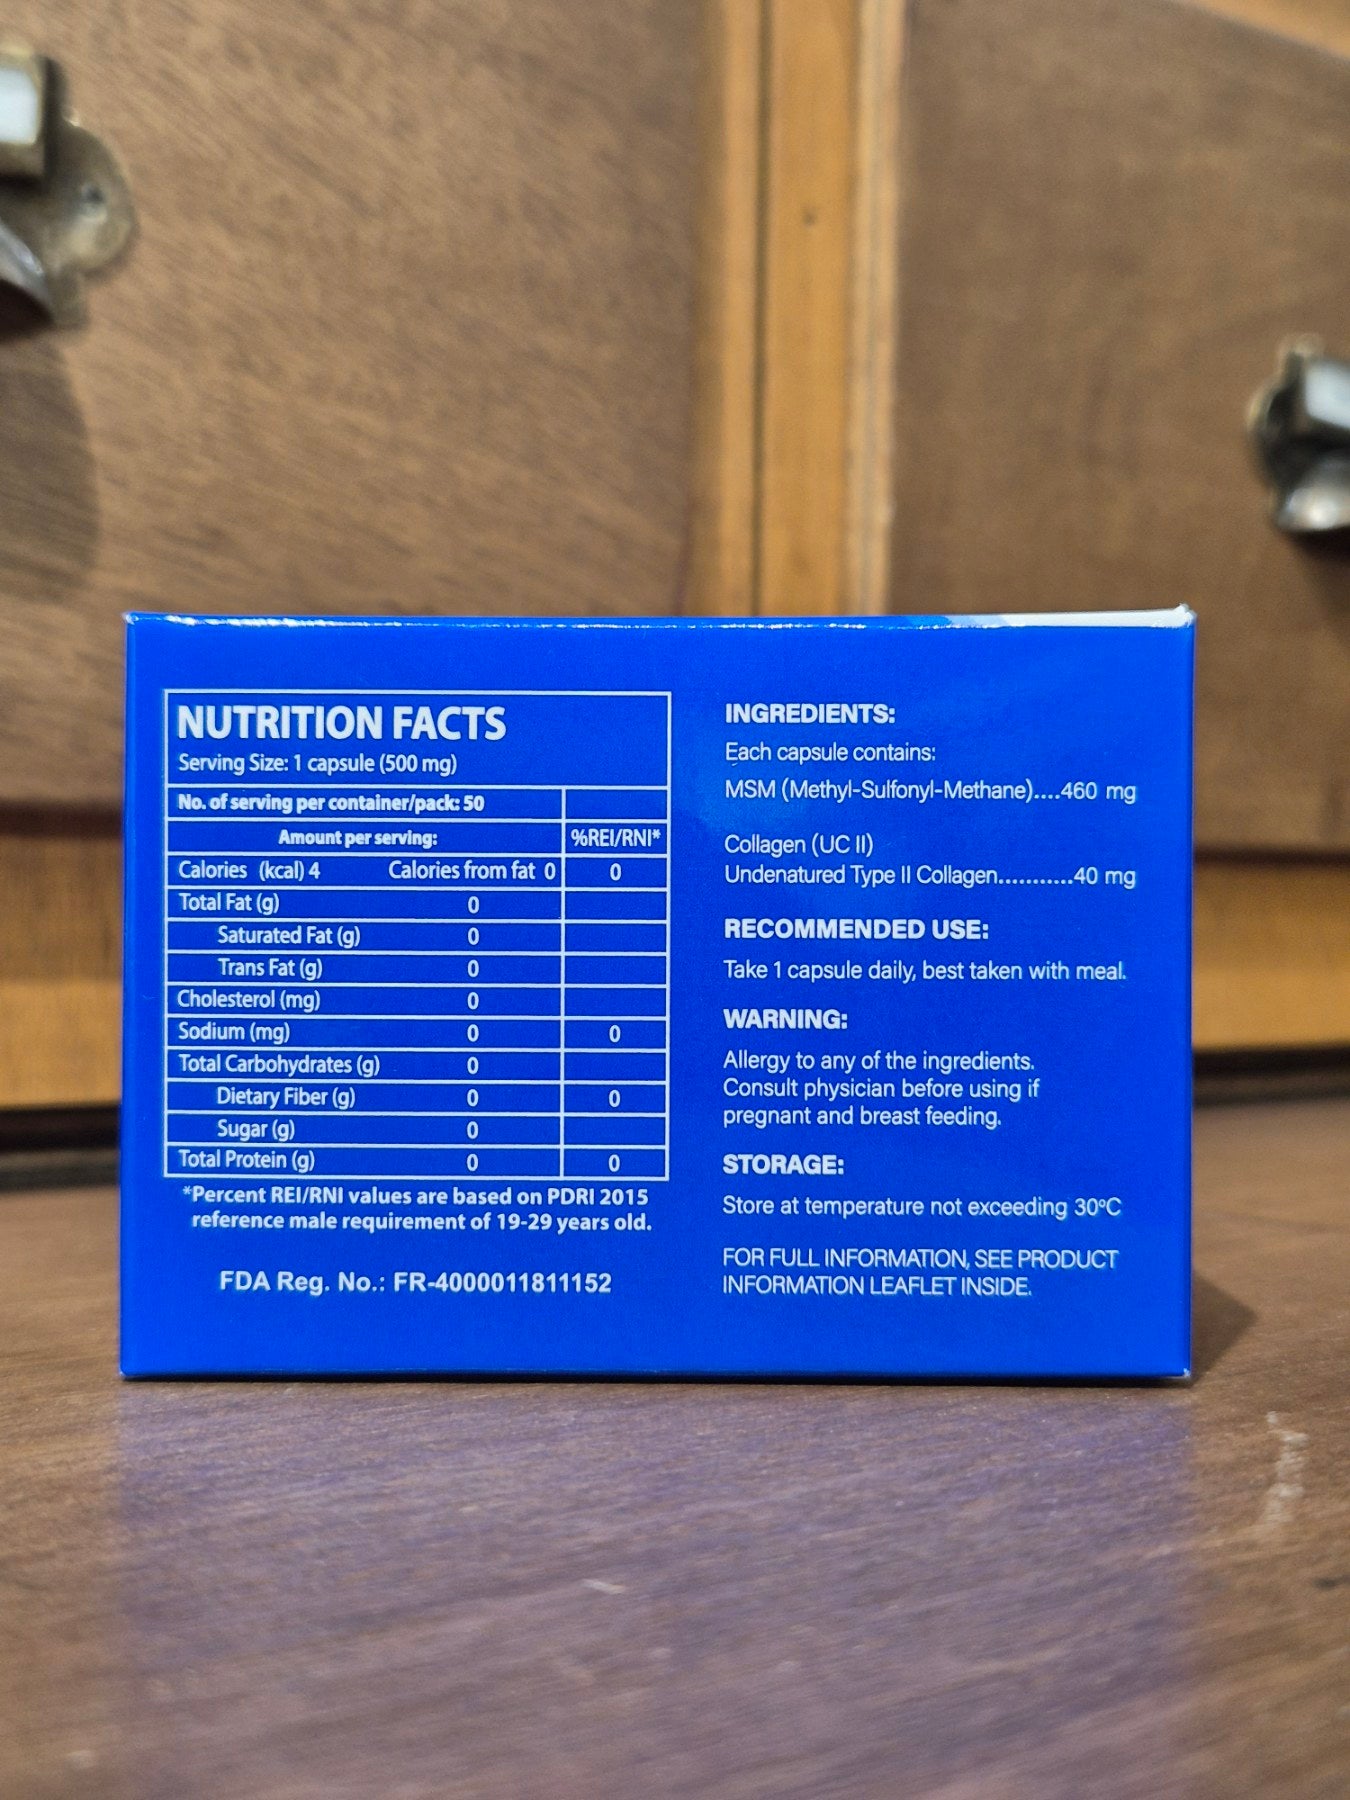 NUTRITION FACTS
Serving Size: 1 capsule (500 mg)
No. of serving per container/pack: 50
Amount per serving: %REI/RNI*
Calories (kcal) 4 Calories from fat 0 0
Total Fat (g) 0
Saturated Fat (g) 0
Trans Fat (g) 0
Cholesterol (mg) 0
Sodium (mg) 0 0
Total Carbohydrates (g) 0
Dietary Fiber (g) 0 0
Sugar (g) 0
Total Protein (g) 0 0
*Percent REI/RNI values are based on PDRI 2015
reference male requirement of 19-29 years old.
FDA Reg. No.: FR-4000011811152
INGREDIENTS:
Each capsule contains:
MSM (Methyl-Sulfonyl-Methane)....460 mg
Collagen (UC II)
Undenatured Type II Collagen...........40 mg
RECOMMENDED USE:
Take 1 capsule daily, best taken with meal.
WARNING:
Allergy to any of the ingredients.
Consult physician before using if
pregnant and breast feeding.
STORAGE:
Store at temperature not exceeding 30ºC
FOR FULL INFORMATION, SEE PRODUCT
INFORMATION LEAFLET INSIDE.